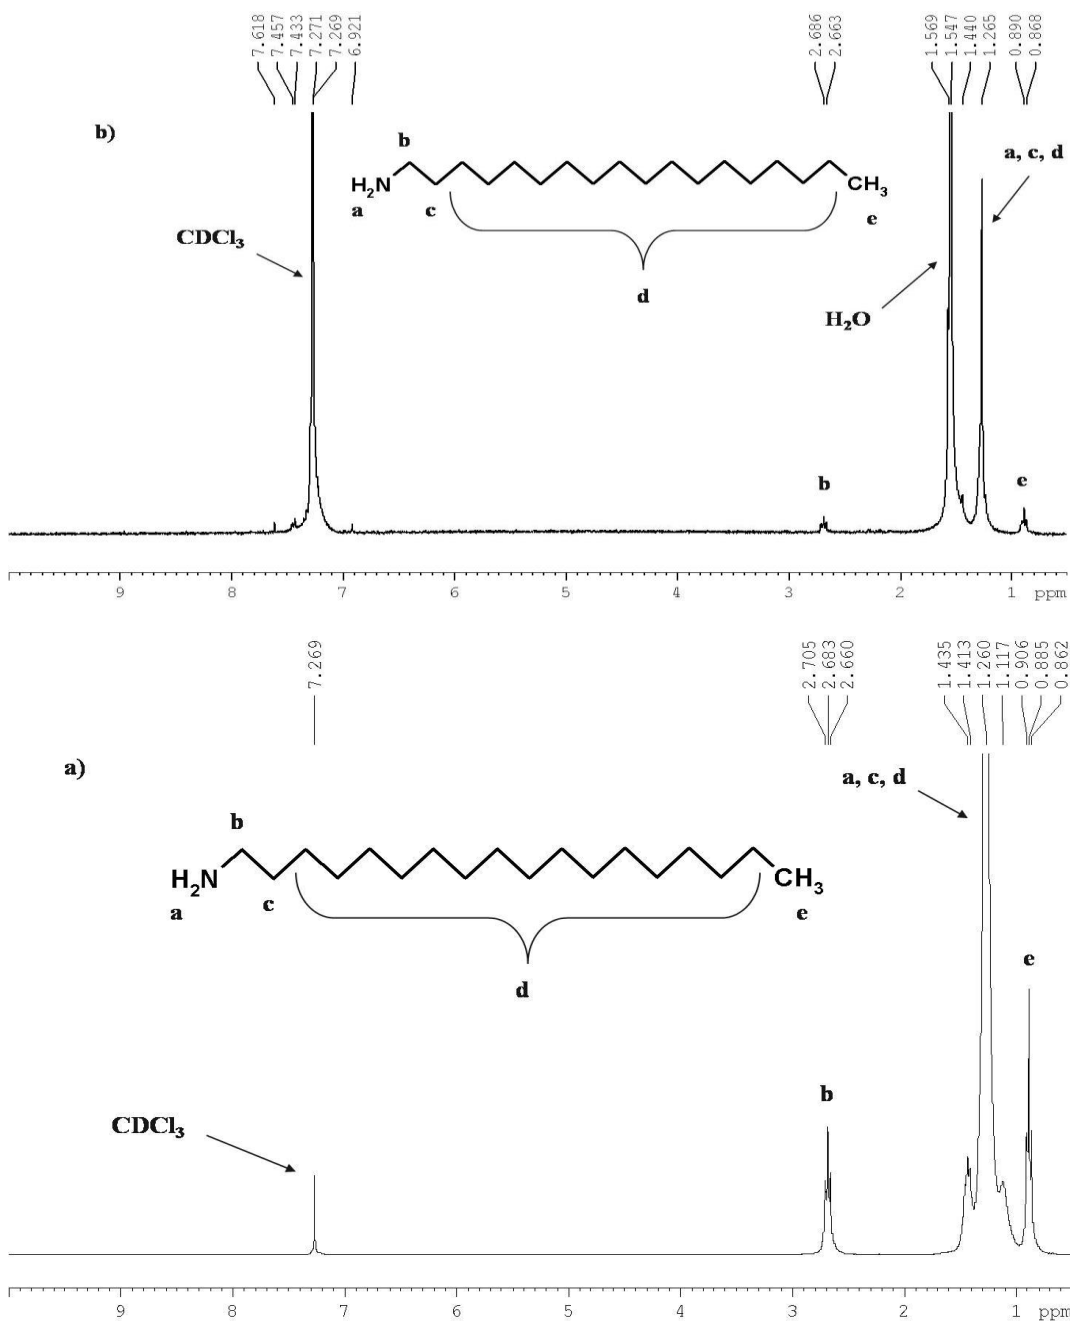 7.618
7.457
7.433
7.271
7.269
6.921
2.686
2.663
1.569
1.547
1.440
1.265
0.890
0.868
b)
b
a, c, d
H₂N
CH₃
a
c
e
CDCl₃
d
H₂O
b
e
9 8 7 6 5 4 3 2 1 ppm
7.269
2.705
2.683
2.660
1.435
1.413
1.260
1.117
0.906
0.885
0.862
a)
a, c, d
b
H₂N
CH₃
a
c
e
d
e
b
CDCl₃
9 8 7 6 5 4 3 2 1 ppm